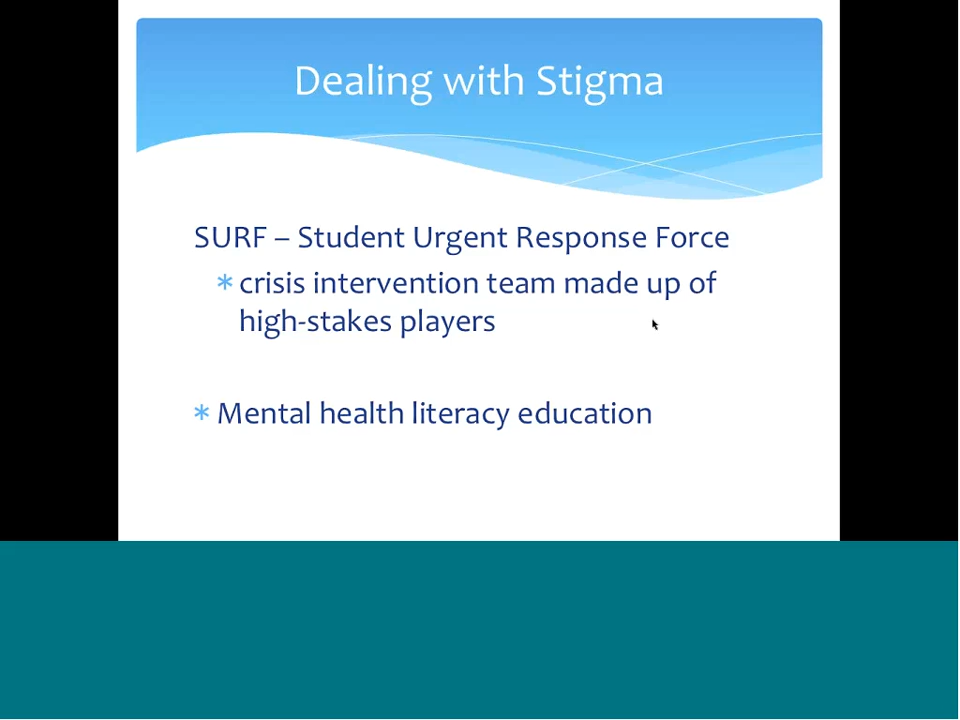 Dealing with Stigma
SURF – Student Urgent Response Force
* crisis intervention team made up of
high-stakes players
* Mental health literacy education